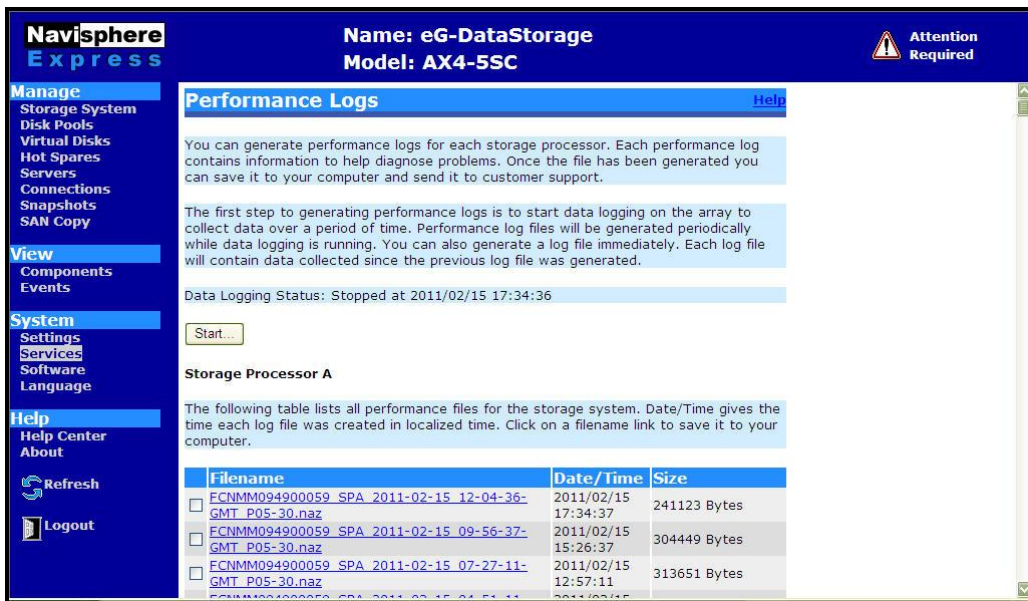 Navisphere
Express
Name: eG-DataStorage
Model: AX4-5SC
Attention
Required
Manage
Storage System
Disk Pools
Virtual Disks
Hot Spares
Servers
Connections
Snapshots
SAN Copy
View
Components
Events
System
Settings
Services
Software
Language
Help
Help Center
About
Refresh
Logout
Performance Logs
Help
You can generate performance logs for each storage processor. Each performance log
contains information to help diagnose problems. Once the file has been generated you
can save it to your computer and send it to customer support.
The first step to generating performance logs is to start data logging on the array to
collect data over a period of time. Performance log files will be generated periodically
while data logging is running. You can also generate a log file immediately. Each log file
will contain data collected since the previous log file was generated.
Data Logging Status: Stopped at 2011/02/15 17:34:36
Start...
Storage Processor A
The following table lists all performance files for the storage system. Date/Time gives the
time each log file was created in localized time. Click on a filename link to save it to your
computer.
Filename Date/Time Size
FCNMM094900059_SPA_2011-02-15_12-04-36-
GMT_P05-30.naz
2011/02/15
17:34:37
241123 Bytes
FCNMM094900059_SPA_2011-02-15_09-56-37-
GMT_P05-30.naz
2011/02/15
15:26:37
304449 Bytes
FCNMM094900059_SPA_2011-02-15_07-27-11-
GMT_P05-30.naz
2011/02/15
12:57:11
313651 Bytes
FCNMM094900059_SPA_2011-02-15_04-51-11-
2011/02/15